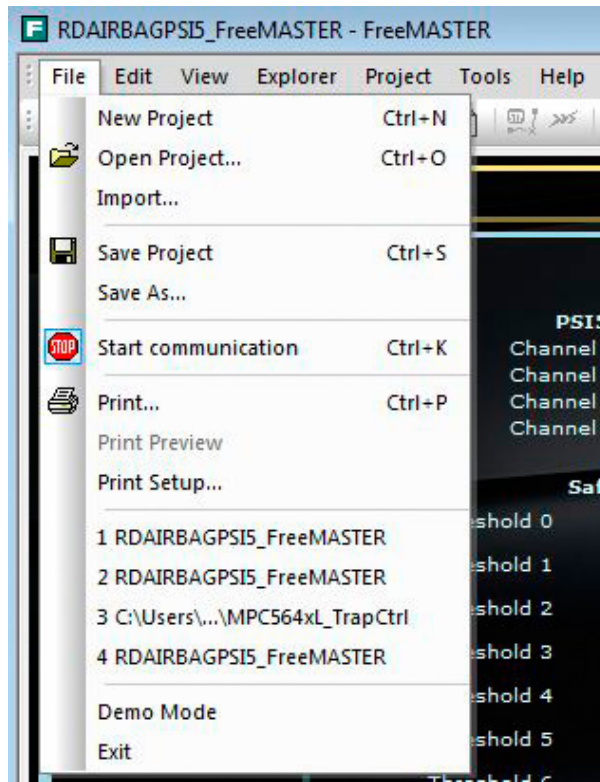 RDAIRBAGPSI5_FreeMASTER - FreeMASTER
File Edit View Explorer Project Tools Help
New Project Ctrl+N
Open Project... Ctrl+O
Import...
Save Project Ctrl+S
Save As...
STOP Start communication Ctrl+K
Print... Ctrl+P
Print Preview
Print Setup...
1 RDAIRBAGPSI5_FreeMASTER
2 RDAIRBAGPSI5_FreeMASTER
3 C:\Users\...\MPC564xL_TrapCtrl
4 RDAIRBAGPSI5_FreeMASTER
Demo Mode
Exit
PSI5
Channel
Channel
Channel
Channel
Saf
eshold 0
eshold 1
eshold 2
eshold 3
eshold 4
eshold 5
Threshold 6